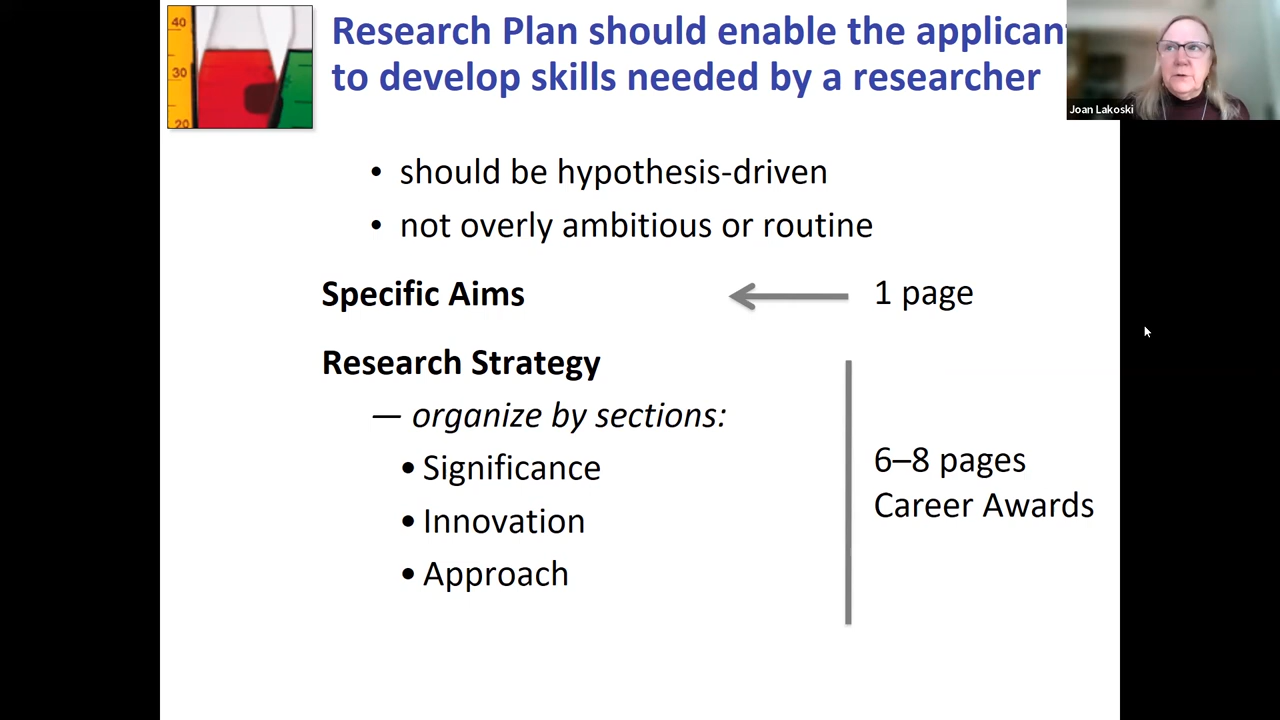 40
30
20
Research Plan should enable the applicant
to develop skills needed by a researcher
Joan Lakoski
• should be hypothesis-driven
• not overly ambitious or routine
Specific Aims
1 page
Research Strategy
— organize by sections:
• Significance
• Innovation
• Approach
6–8 pages
Career Awards